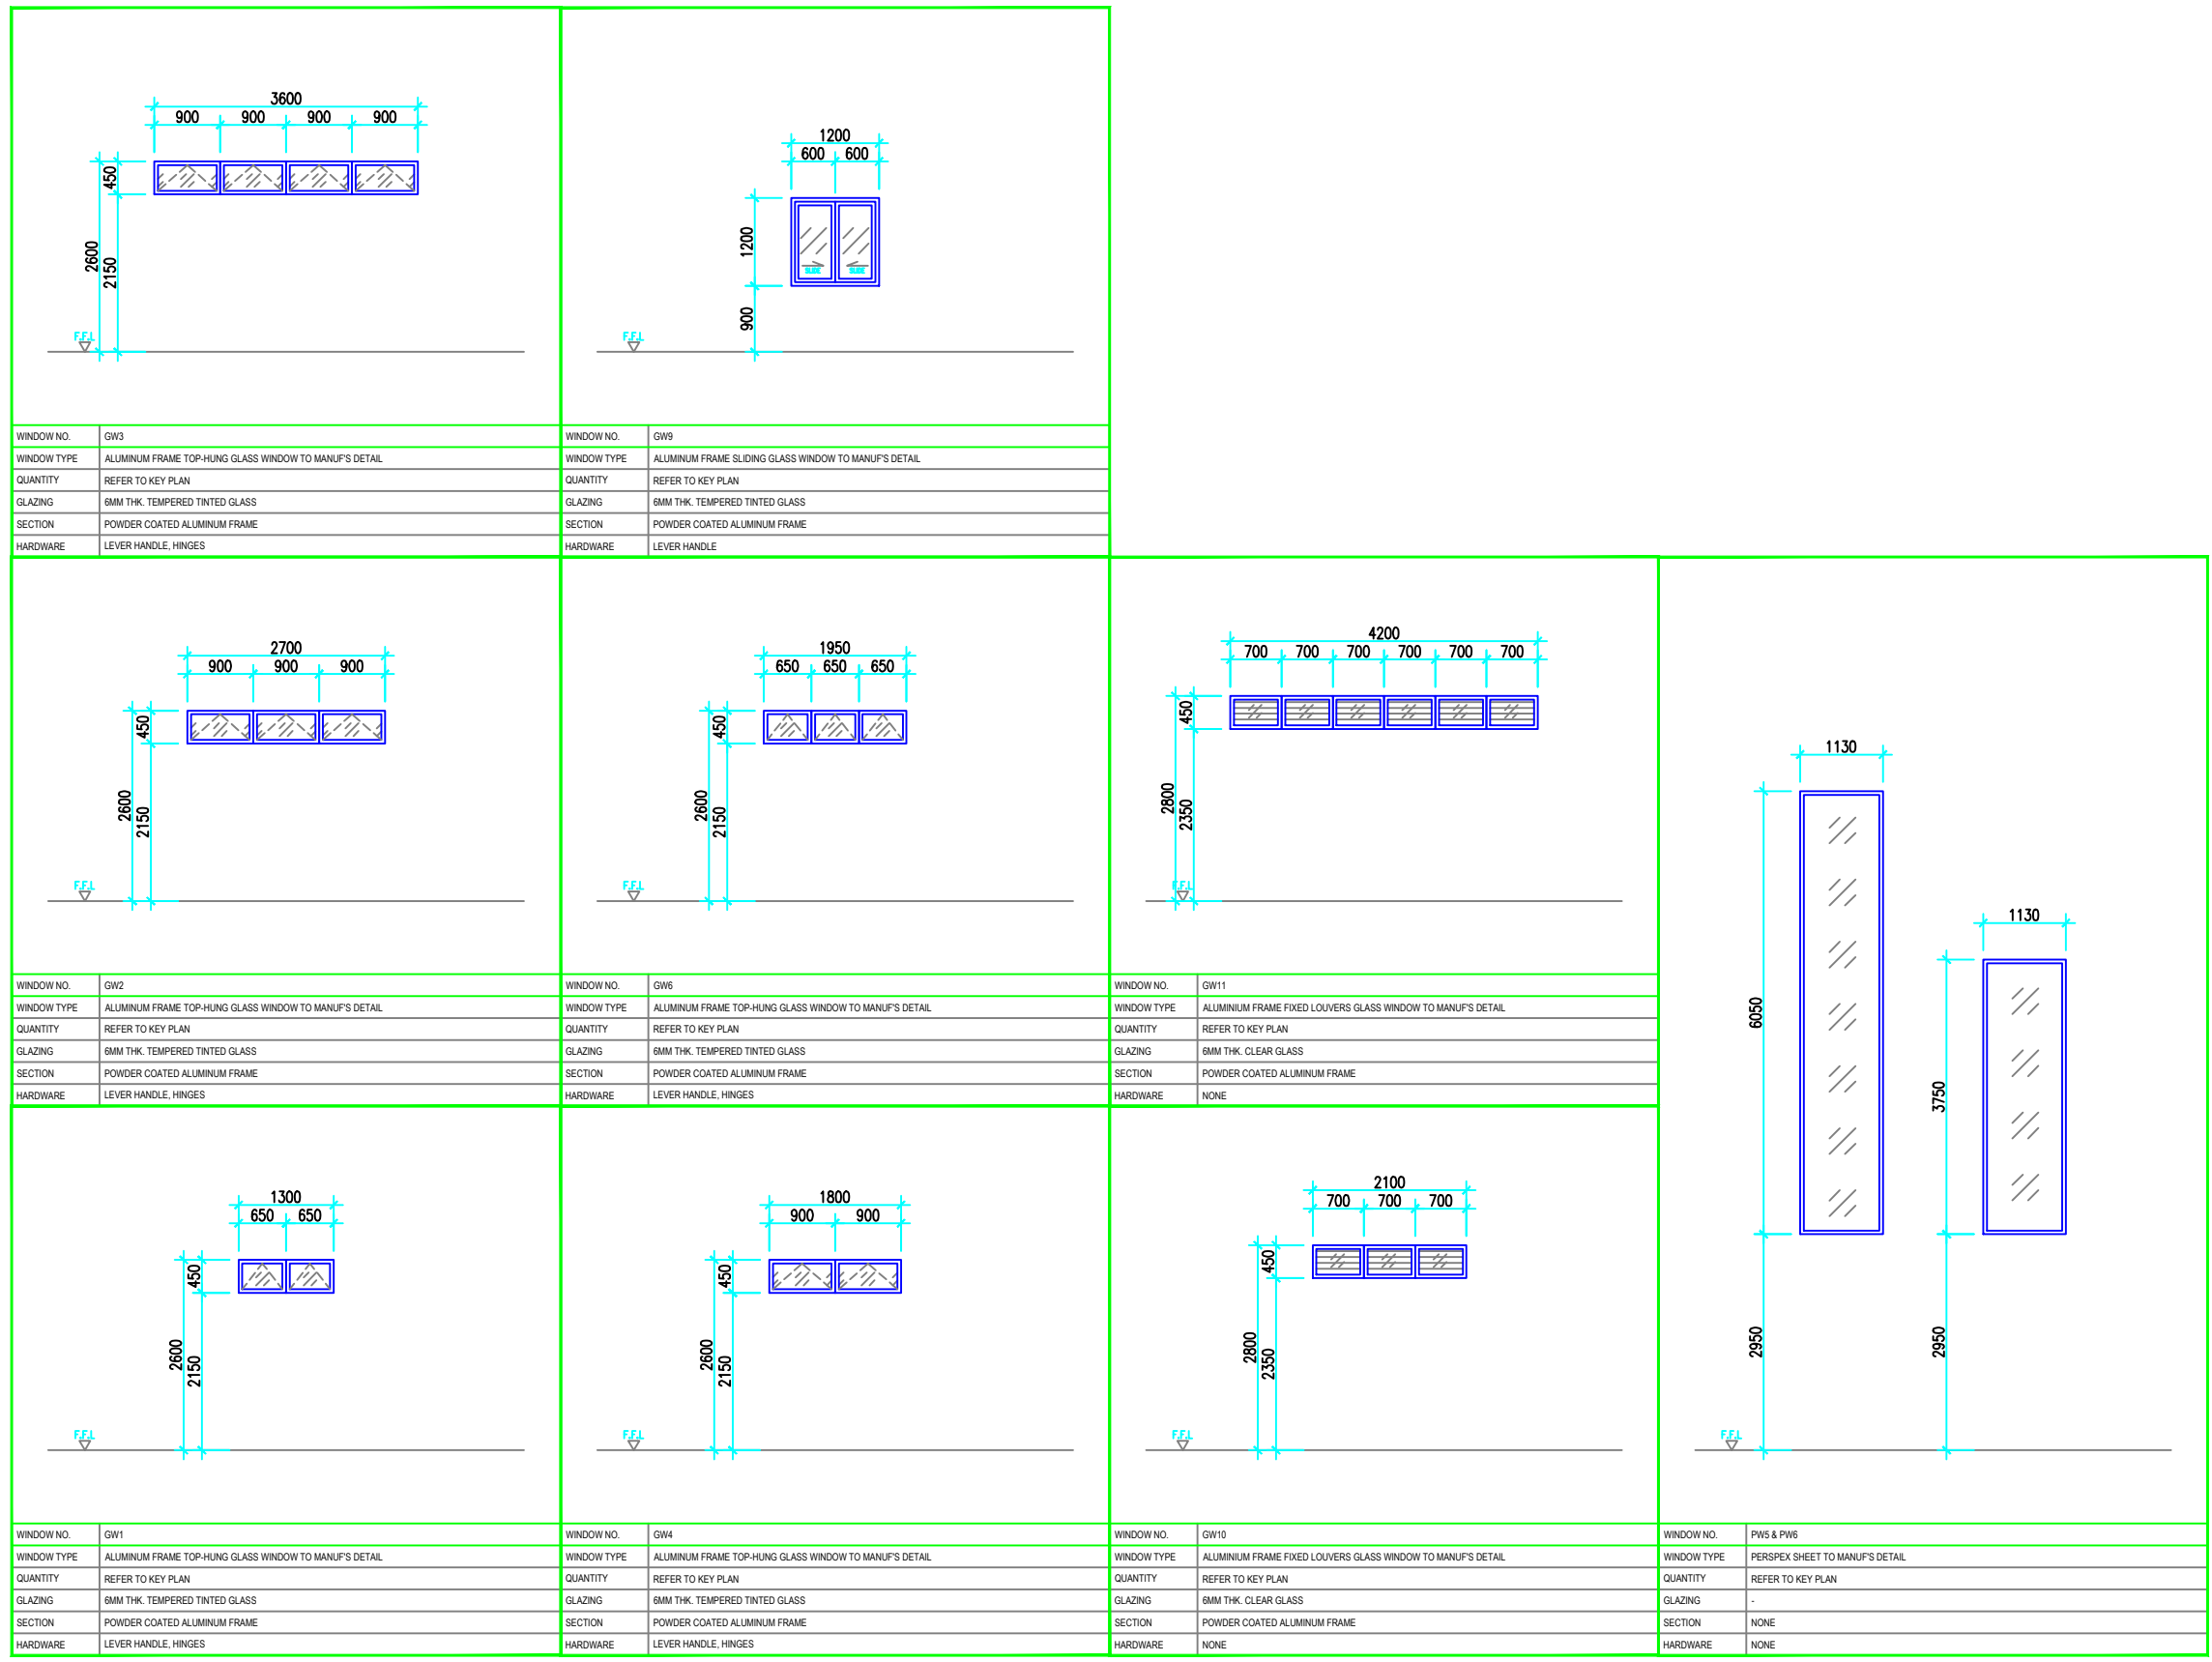 3600
900 900 900 900
450
2600
2150
F.F.L
WINDOW NO. GW3
WINDOW TYPE ALUMINUM FRAME TOP-HUNG GLASS WINDOW TO MANUF'S DETAIL
QUANTITY REFER TO KEY PLAN
GLAZING 6MM THK. TEMPERED TINTED GLASS
SECTION POWDER COATED ALUMINUM FRAME
HARDWARE LEVER HANDLE, HINGES
1200
600 600
1200
SLIDE SLIDE
900
F.F.L
WINDOW NO. GW9
WINDOW TYPE ALUMINUM FRAME SLIDING GLASS WINDOW TO MANUF'S DETAIL
QUANTITY REFER TO KEY PLAN
GLAZING 6MM THK. TEMPERED TINTED GLASS
SECTION POWDER COATED ALUMINUM FRAME
HARDWARE LEVER HANDLE
2700
900 900 900
450
2600
2150
F.F.L
WINDOW NO. GW2
WINDOW TYPE ALUMINUM FRAME TOP-HUNG GLASS WINDOW TO MANUF'S DETAIL
QUANTITY REFER TO KEY PLAN
GLAZING 6MM THK. TEMPERED TINTED GLASS
SECTION POWDER COATED ALUMINUM FRAME
HARDWARE LEVER HANDLE, HINGES
1950
650 650 650
450
2600
2150
F.F.L
WINDOW NO. GW6
WINDOW TYPE ALUMINUM FRAME TOP-HUNG GLASS WINDOW TO MANUF'S DETAIL
QUANTITY REFER TO KEY PLAN
GLAZING 6MM THK. TEMPERED TINTED GLASS
SECTION POWDER COATED ALUMINUM FRAME
HARDWARE LEVER HANDLE, HINGES
4200
700 700 700 700 700 700
450
2800
2350
F.F.L
WINDOW NO. GW11
WINDOW TYPE ALUMINIUM FRAME FIXED LOUVERS GLASS WINDOW TO MANUF'S DETAIL
QUANTITY REFER TO KEY PLAN
GLAZING 6MM THK. CLEAR GLASS
SECTION POWDER COATED ALUMINUM FRAME
HARDWARE NONE
1300
650 650
450
2600
2150
F.F.L
WINDOW NO. GW1
WINDOW TYPE ALUMINUM FRAME TOP-HUNG GLASS WINDOW TO MANUF'S DETAIL
QUANTITY REFER TO KEY PLAN
GLAZING 6MM THK. TEMPERED TINTED GLASS
SECTION POWDER COATED ALUMINUM FRAME
HARDWARE LEVER HANDLE, HINGES
1800
900 900
450
2600
2150
F.F.L
WINDOW NO. GW4
WINDOW TYPE ALUMINUM FRAME TOP-HUNG GLASS WINDOW TO MANUF'S DETAIL
QUANTITY REFER TO KEY PLAN
GLAZING 6MM THK. TEMPERED TINTED GLASS
SECTION POWDER COATED ALUMINUM FRAME
HARDWARE LEVER HANDLE, HINGES
2100
700 700 700
450
2800
2350
F.F.L
WINDOW NO. GW10
WINDOW TYPE ALUMINIUM FRAME FIXED LOUVERS GLASS WINDOW TO MANUF'S DETAIL
QUANTITY REFER TO KEY PLAN
GLAZING 6MM THK. CLEAR GLASS
SECTION POWDER COATED ALUMINUM FRAME
HARDWARE NONE
1130
1130
6050
3750
2950
2950
F.F.L
WINDOW NO. PW5 & PW6
WINDOW TYPE PERSPEX SHEET TO MANUF'S DETAIL
QUANTITY REFER TO KEY PLAN
GLAZING -
SECTION NONE
HARDWARE NONE